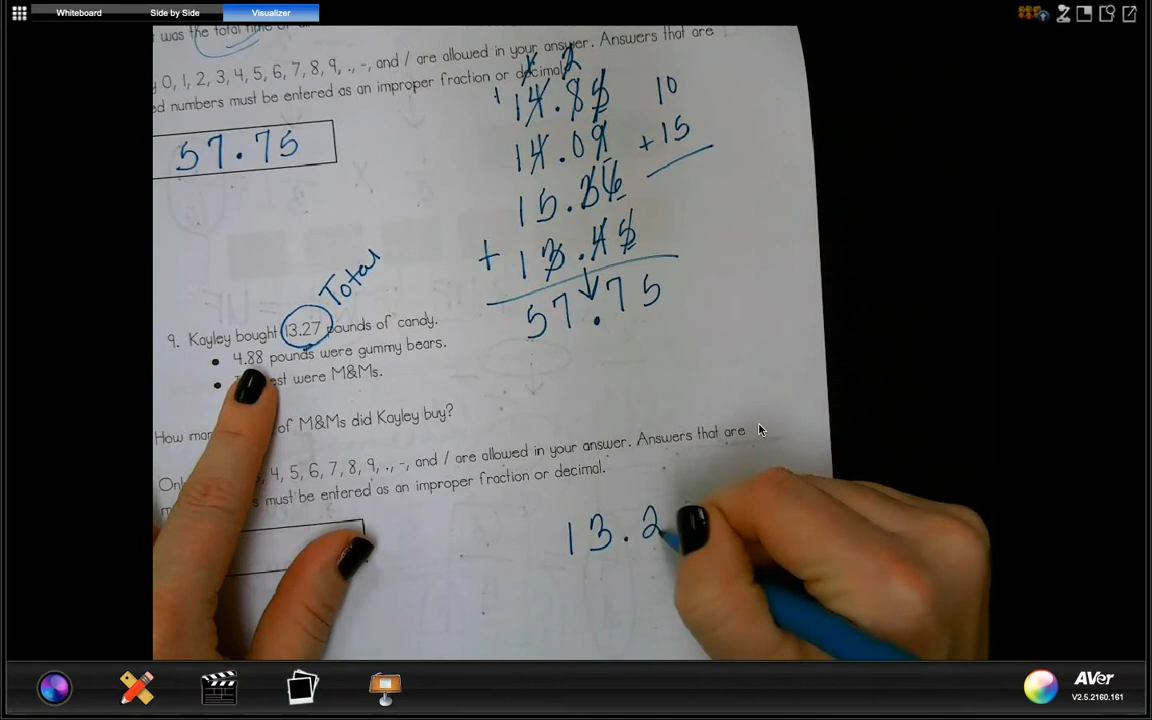 Whiteboard Side by Side Visualizer
was the total time
0, 1, 2, 3, 4, 5, 6, 7, 8, 9, ., -, and / are allowed in your answer. Answers that are
ed numbers must be entered as an improper fraction or decimal.
57.75
1 2
+ 14.85
14.09
15.36
+ 13.45
57.75
10
+15
Total
9. Kayley bought 13.27 pounds of candy.
• 4.88 pounds were gummy bears.
• est were M&Ms.
How man of M&Ms did Kayley buy?
Onl 4, 5, 6, 7, 8, 9, ., -, and / are allowed in your answer. Answers that are
must be entered as an improper fraction or decimal.
13.2
AVer
V2.5.2160.161